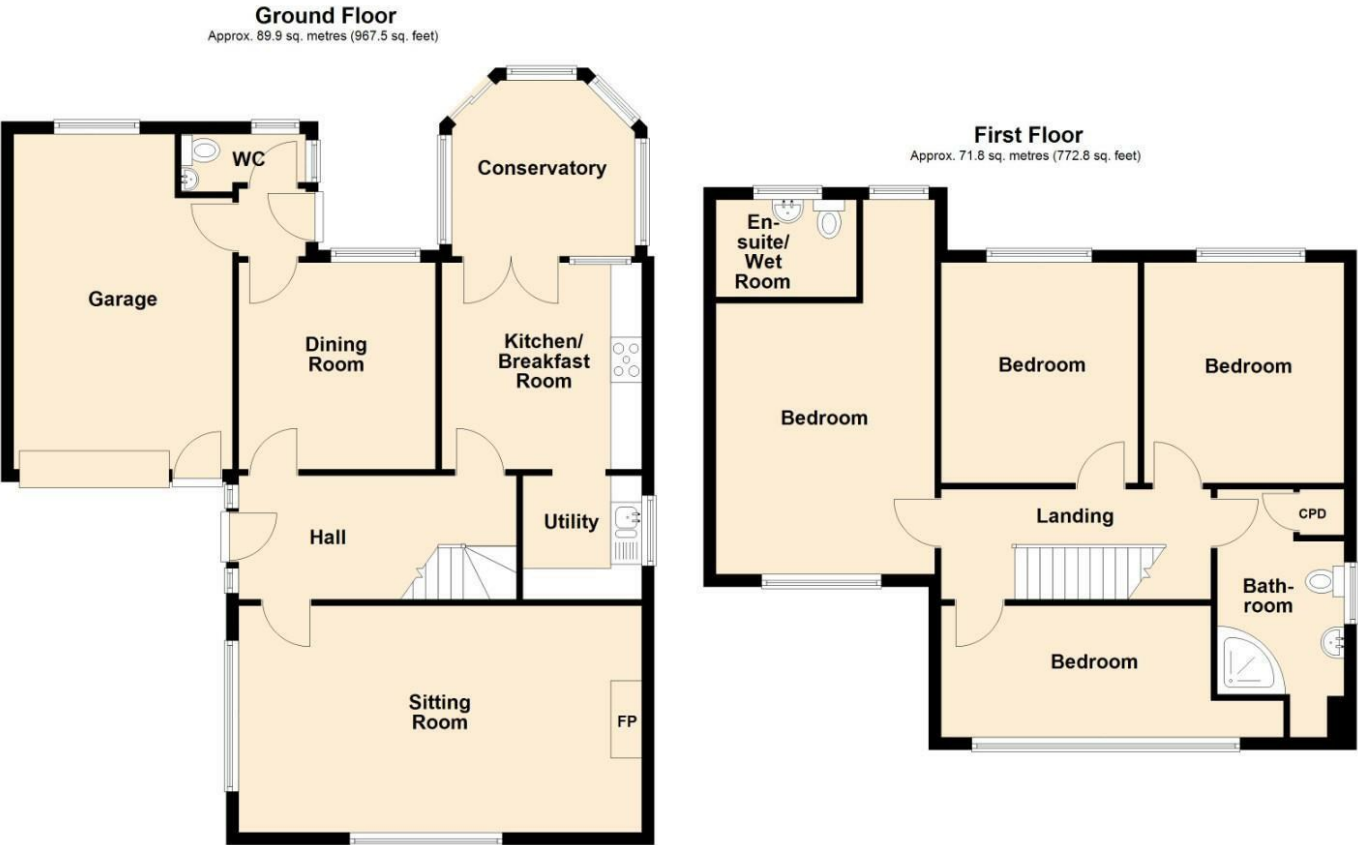 Ground Floor
Approx. 89.9 sq. metres (967.5 sq. feet)
WC
Conservatory
Garage
Dining
Room
Kitchen/
Breakfast
Room
Hall
Utility
Sitting
Room
FP
First Floor
Approx. 71.8 sq. metres (772.8 sq. feet)
En-
suite/
Wet
Room
Bedroom
Bedroom
Bedroom
Landing
CPD
Bath-
room
Bedroom